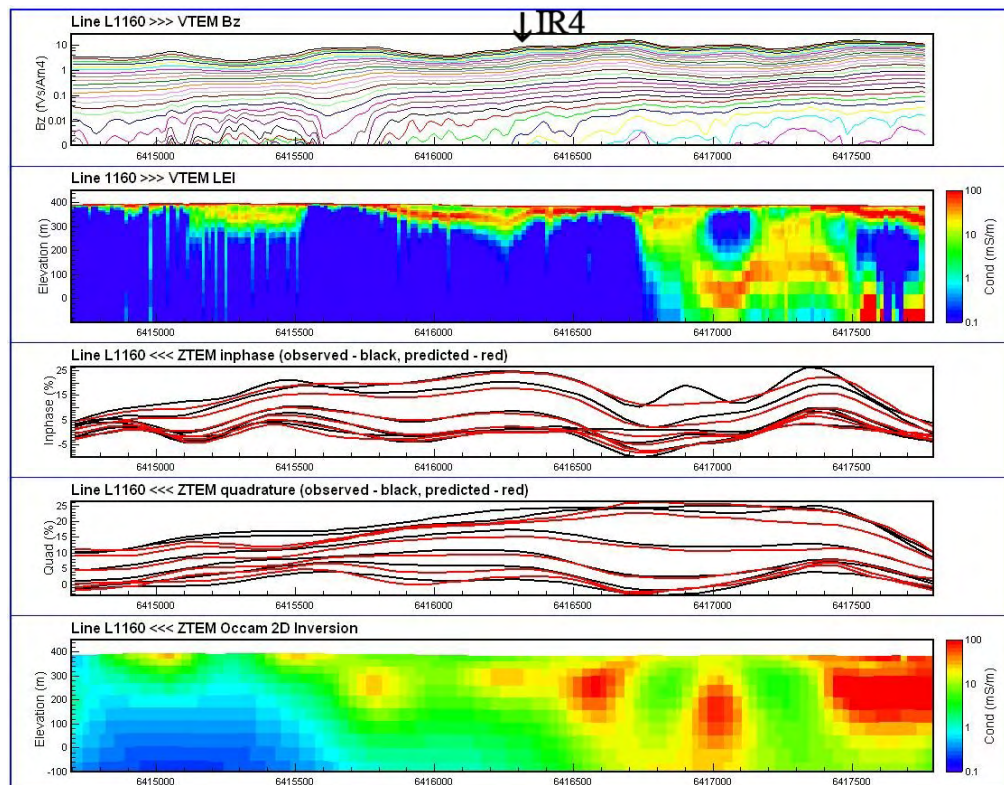 ↓IR4
Line L1160 >>> VTEM Bz
Bz (fVs/Am4)
10
1
0.1
0.01
0
6415000 6415500 6416000 6416500 6417000 6417500
Line 1160 >>> VTEM LEI
Elevation (m)
400
300
200
100
0
6415000 6415500 6416000 6416500 6417000 6417500
100
10
1
0.1
Cond (mS/m)
Line L1160 <<< ZTEM inphase (observed - black, predicted - red)
Inphase (%)
25
15
5
-5
6415000 6415500 6416000 6416500 6417000 6417500
Line L1160 <<< ZTEM quadrature (observed - black, predicted - red)
Quad (%)
25
20
15
10
5
0
6415000 6415500 6416000 6416500 6417000 6417500
Line L1160 <<< ZTEM Occam 2D Inversion
Elevation (m)
400
300
200
100
0
-100
6415000 6415500 6416000 6416500 6417000 6417500
100
10
1
0.1
Cond (mS/m)